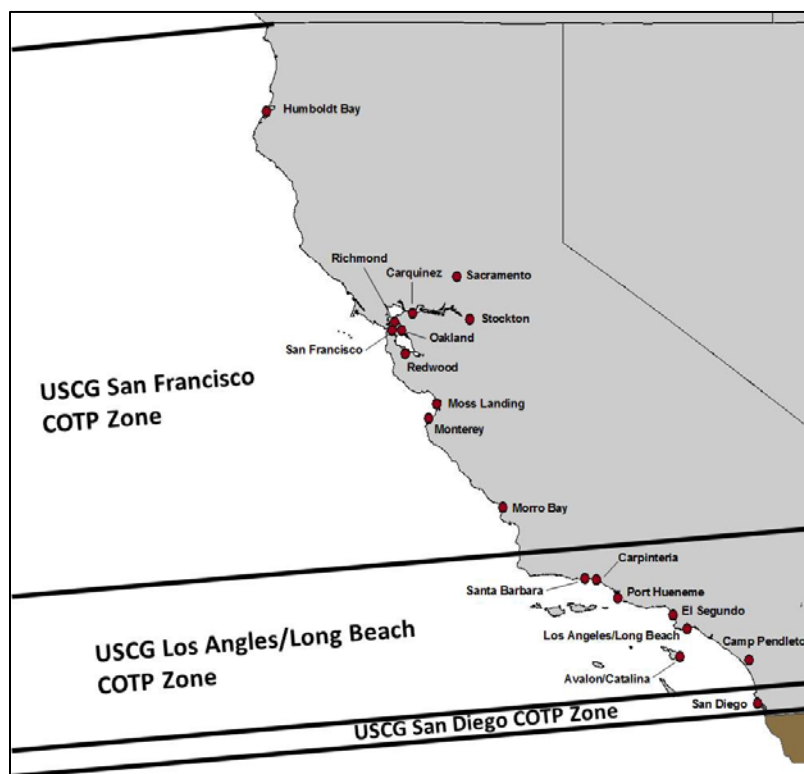 Humboldt Bay
Richmond
Carquinez
Sacramento
Stockton
Oakland
San Francisco
Redwood
USCG San Francisco
COTP Zone
Moss Landing
Monterey
Morro Bay
Carpinteria
Santa Barbara
Port Hueneme
El Segundo
Los Angeles/Long Beach
USCG Los Angles/Long Beach
COTP Zone
Camp Pendleto
Avalon/Catalina
San Diego
USCG San Diego COTP Zone